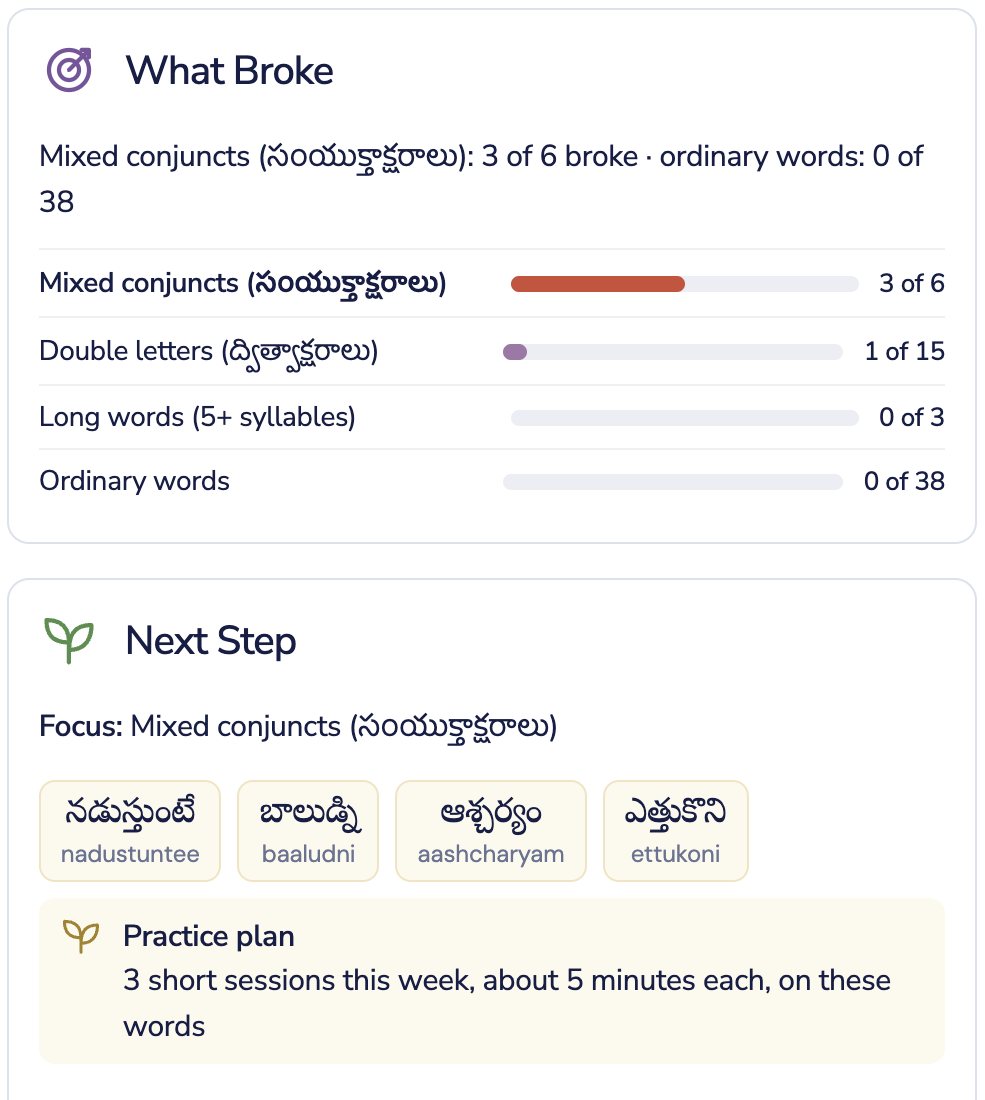 What Broke
Mixed conjuncts (సంయుక్తాక్షరాలు): 3 of 6 broke · ordinary words: 0 of
38
Mixed conjuncts (సంయుక్తాక్షరాలు) 3 of 6
Double letters (ద్విత్వాక్షరాలు) 1 of 15
Long words (5+ syllables) 0 of 3
Ordinary words 0 of 38
Next Step
Focus: Mixed conjuncts (సంయుక్తాక్షరాలు)
నడుస్తుంటే బాలుడ్ని ఆశ్చర్యం ఎత్తుకొని
nadustuntee baaludni aashcharyam ettukoni
Practice plan
3 short sessions this week, about 5 minutes each, on these
words